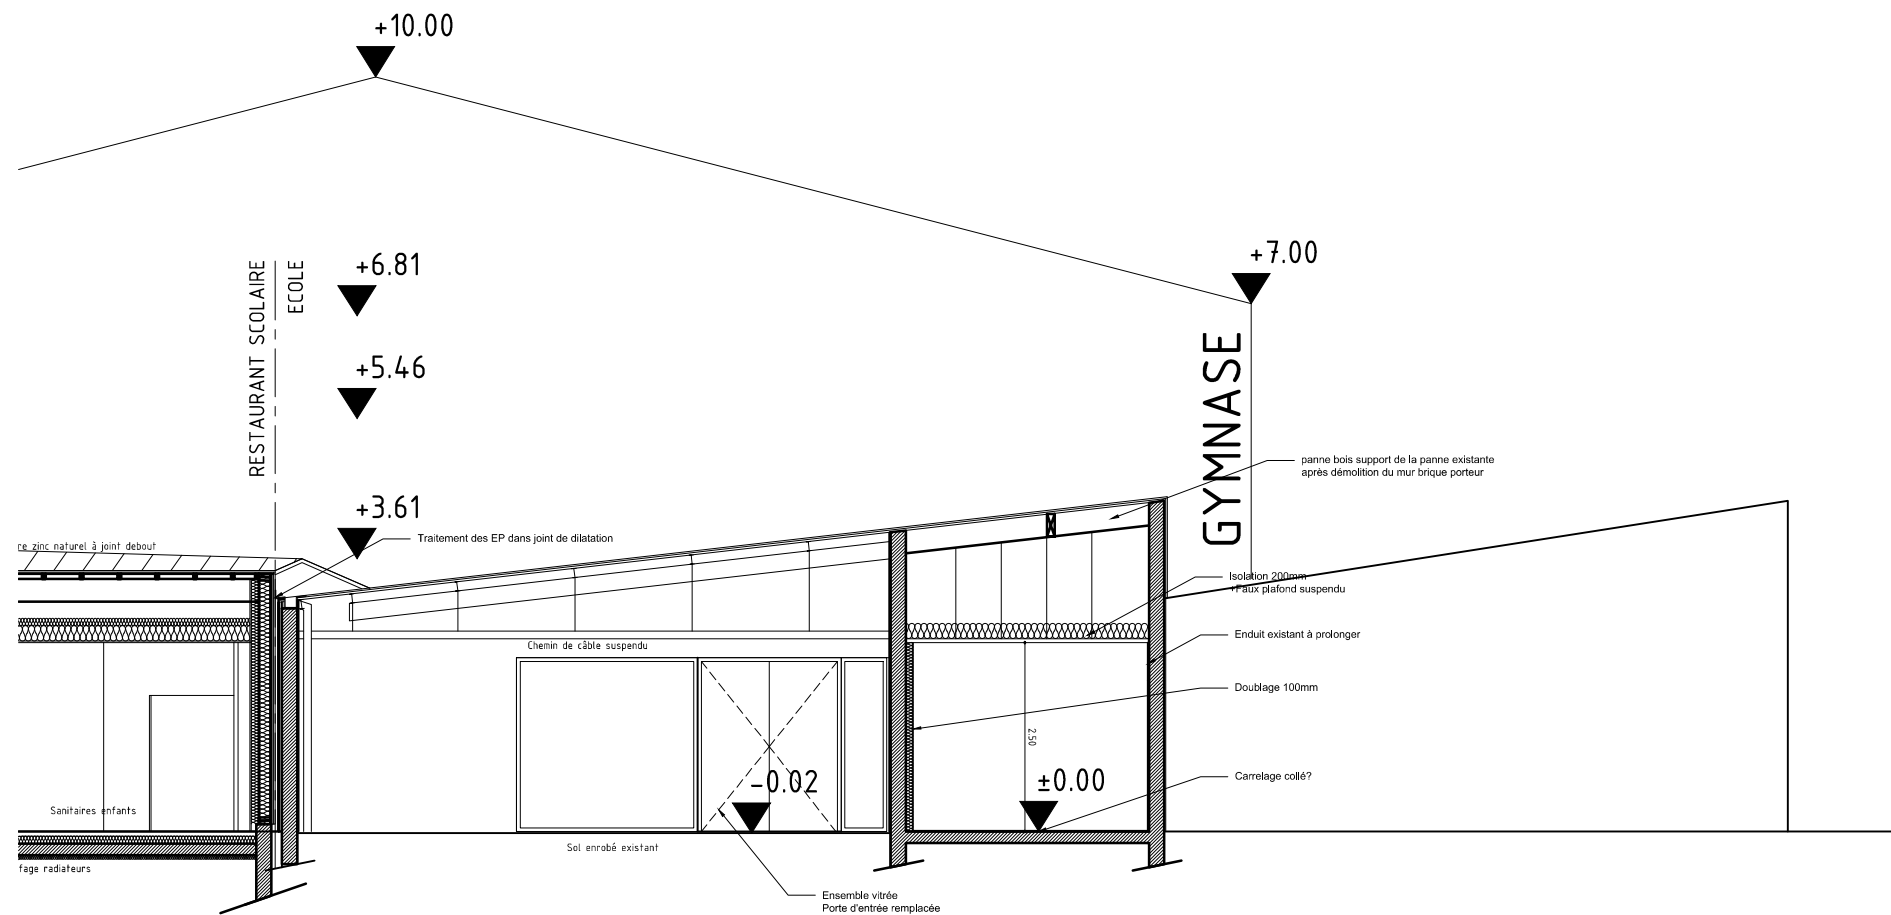 +10.00
+7.00
+6.81
RESTAURANT SCOLAIRE
ECOLE
GYMNASE
+5.46
panne bois support de la panne existante
après démolition du mur brique porteur
+3.61
Traitement des EP dans joint de dilatation
re zinc naturel à joint debout
Isolation 200mm
+Faux plafond suspendu
Enduit existant à prolonger
Chemin de câble suspendu
Doublage 100mm
2.50
-0.02
±0.00
Carrelage collé?
Sanitaires enfants
Sol enrobé existant
fage radiateurs
Ensemble vitrée
Porte d'entrée remplacée